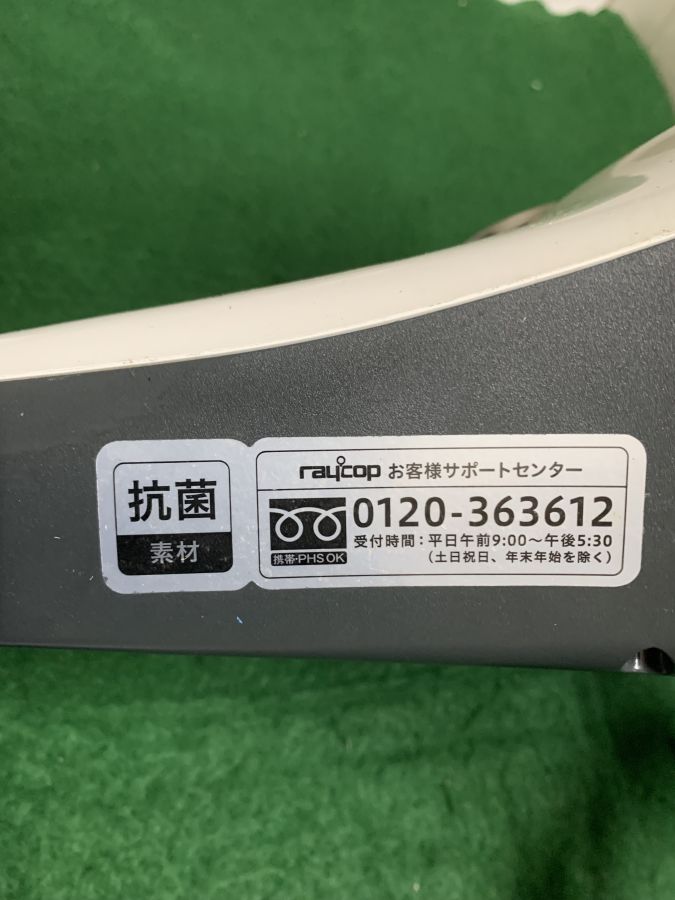 抗菌
素材
raycop お客様サポートセンター
0120-363612
携帯・PHS OK
受付時間：平日午前9:00～午後5:30
（土日祝日、年末年始を除く）